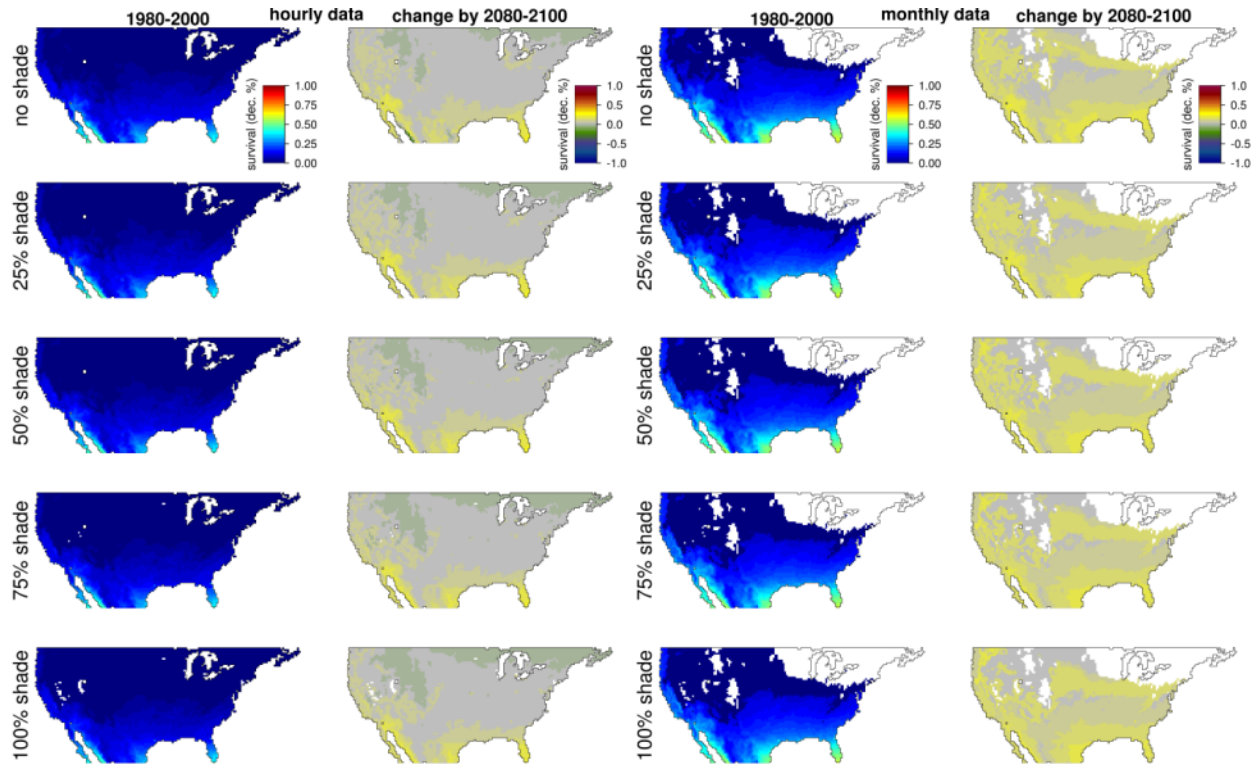 hourly data
monthly data
1980-2000
change by 2080-2100
1980-2000
change by 2080-2100
no shade
survival (dec. %)
1.00
0.75
0.50
0.25
0.00
survival (dec. %)
1.0
0.5
0.0
-0.5
-1.0
no shade
survival (dec. %)
1.00
0.75
0.50
0.25
0.00
survival (dec. %)
1.0
0.5
0.0
-0.5
-1.0
25% shade
25% shade
50% shade
50% shade
75% shade
75% shade
100% shade
100% shade